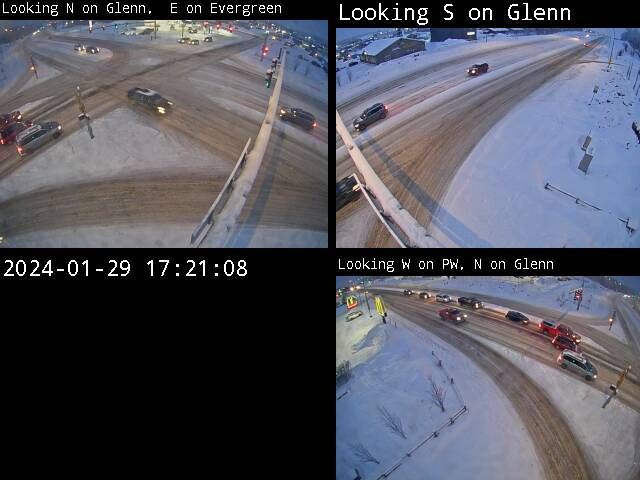 Looking N on Glenn, E on Evergreen
Looking S on Glenn
2024-01-29 17:21:08
Looking W on PW, N on Glenn